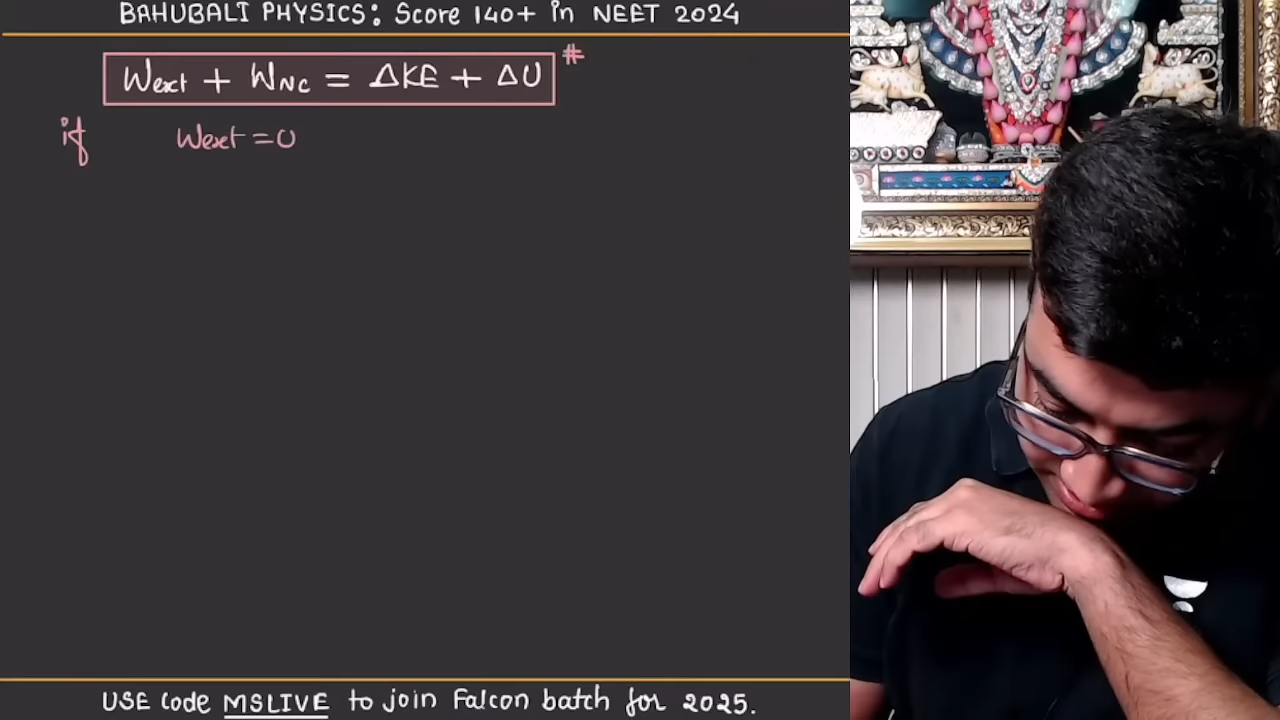 BAHUBALI PHYSICS: Score 140+ in NEET 2024
Wext + WNC = ΔKE + ΔU #
if Wext = 0
USE Code MSLIVE to join Falcon batch for 2025.